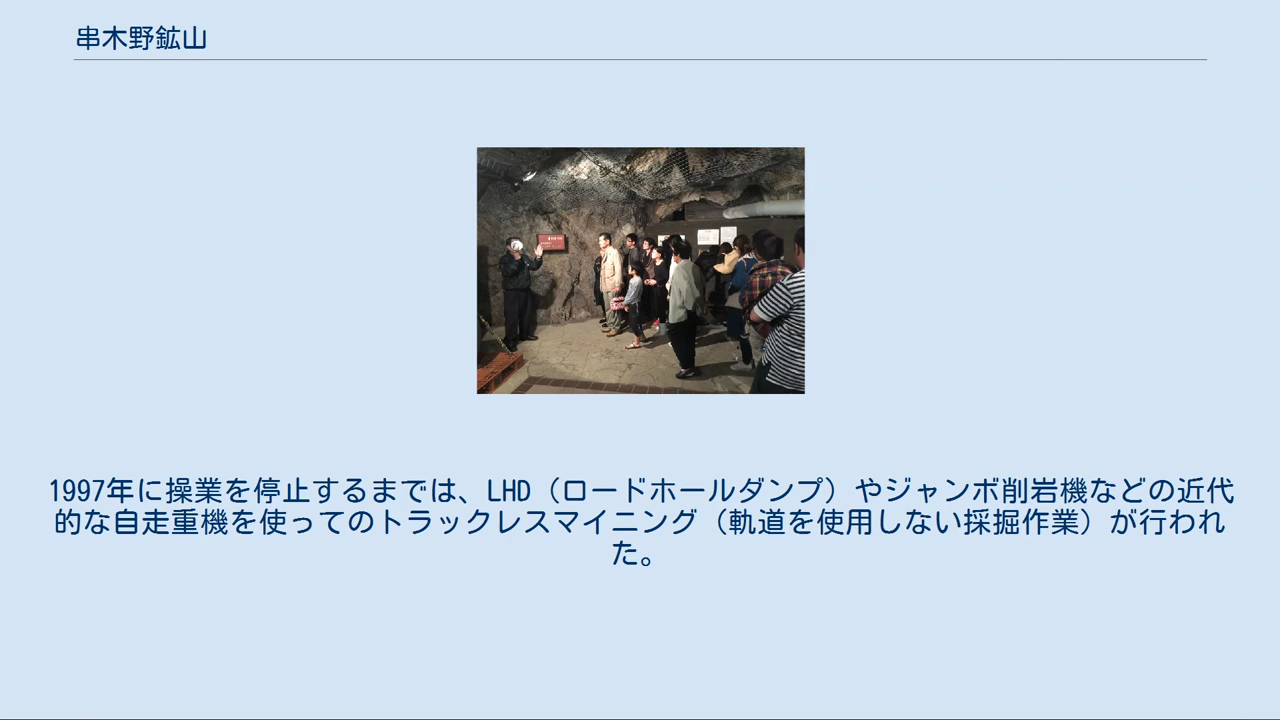 串木野鉱山
1997年に操業を停止するまでは、LHD（ロードホールダンプ）やジャンボ削岩機などの近代
的な自走重機を使ってのトラックレスマイニング（軌道を使用しない採掘作業）が行われ
た。